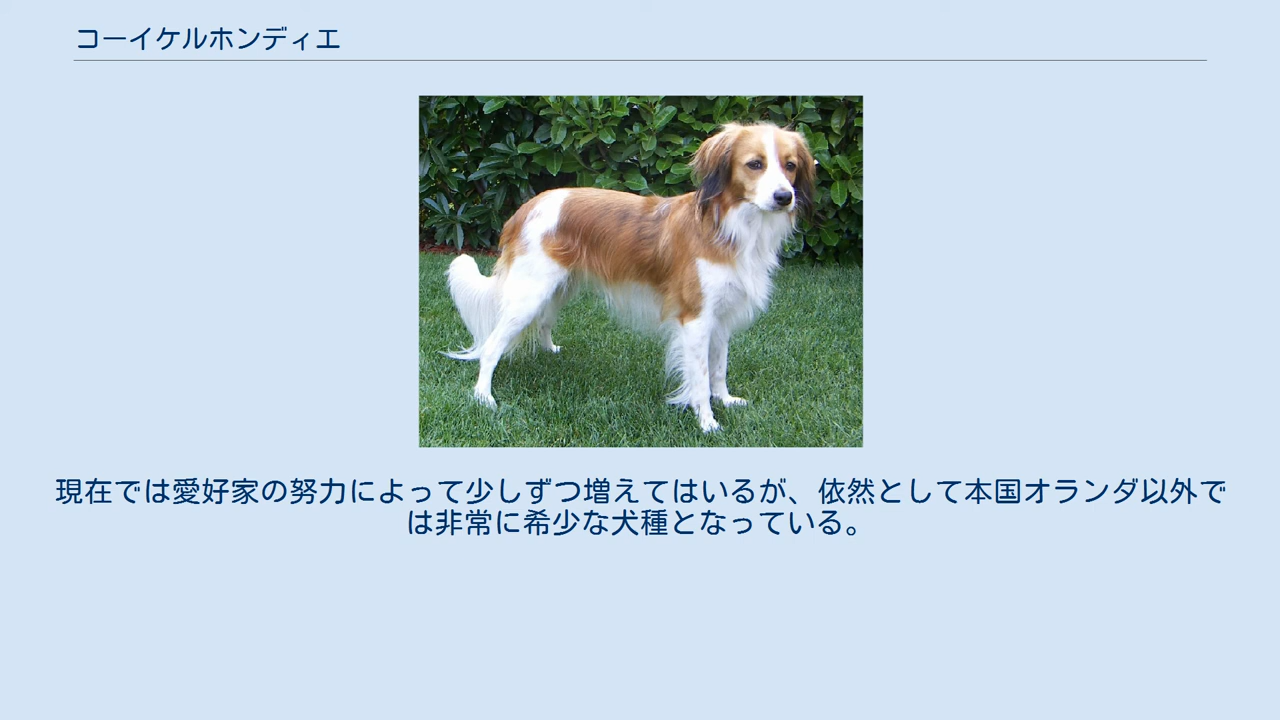 コーイケルホンディエ
現在では愛好家の努力によって少しずつ増えてはいるが、依然として本国オランダ以外で
は非常に希少な犬種となっている。